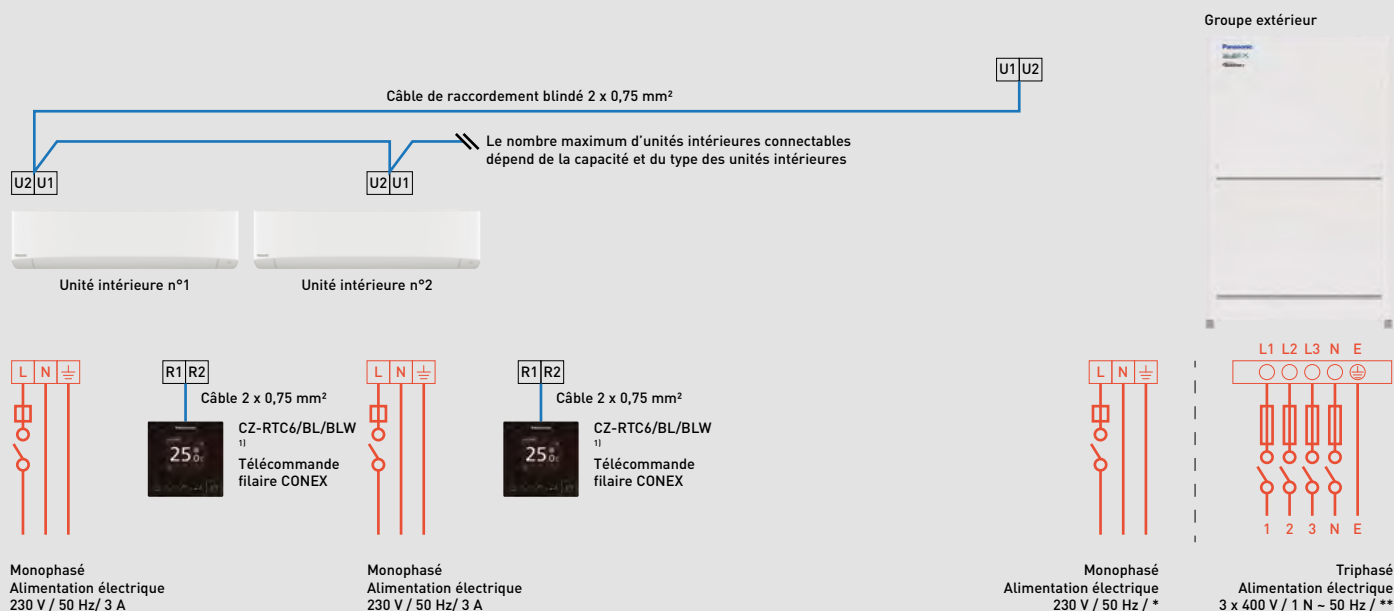 Groupe extérieur
Panasonic
U1 U2
Câble de raccordement blindé 2 x 0,75 mm²
Le nombre maximum d'unités intérieures connectables
dépend de la capacité et du type des unités intérieures
U2 U1
U2 U1
Unité intérieure n°1
Unité intérieure n°2
L N
R1 R2
Câble 2 x 0,75 mm²
CZ-RTC6/BL/BLW
1)
Télécommande
filaire CONEX
25
L N
R1 R2
Câble 2 x 0,75 mm²
CZ-RTC6/BL/BLW
1)
Télécommande
filaire CONEX
25
L N
L1 L2 L3 N E
1 2 3 N E
Monophasé
Alimentation électrique
230 V / 50 Hz/ 3 A
Monophasé
Alimentation électrique
230 V / 50 Hz/ 3 A
Monophasé
Alimentation électrique
230 V / 50 Hz / *
Triphasé
Alimentation électrique
3 x 400 V / 1 N ~ 50 Hz / **